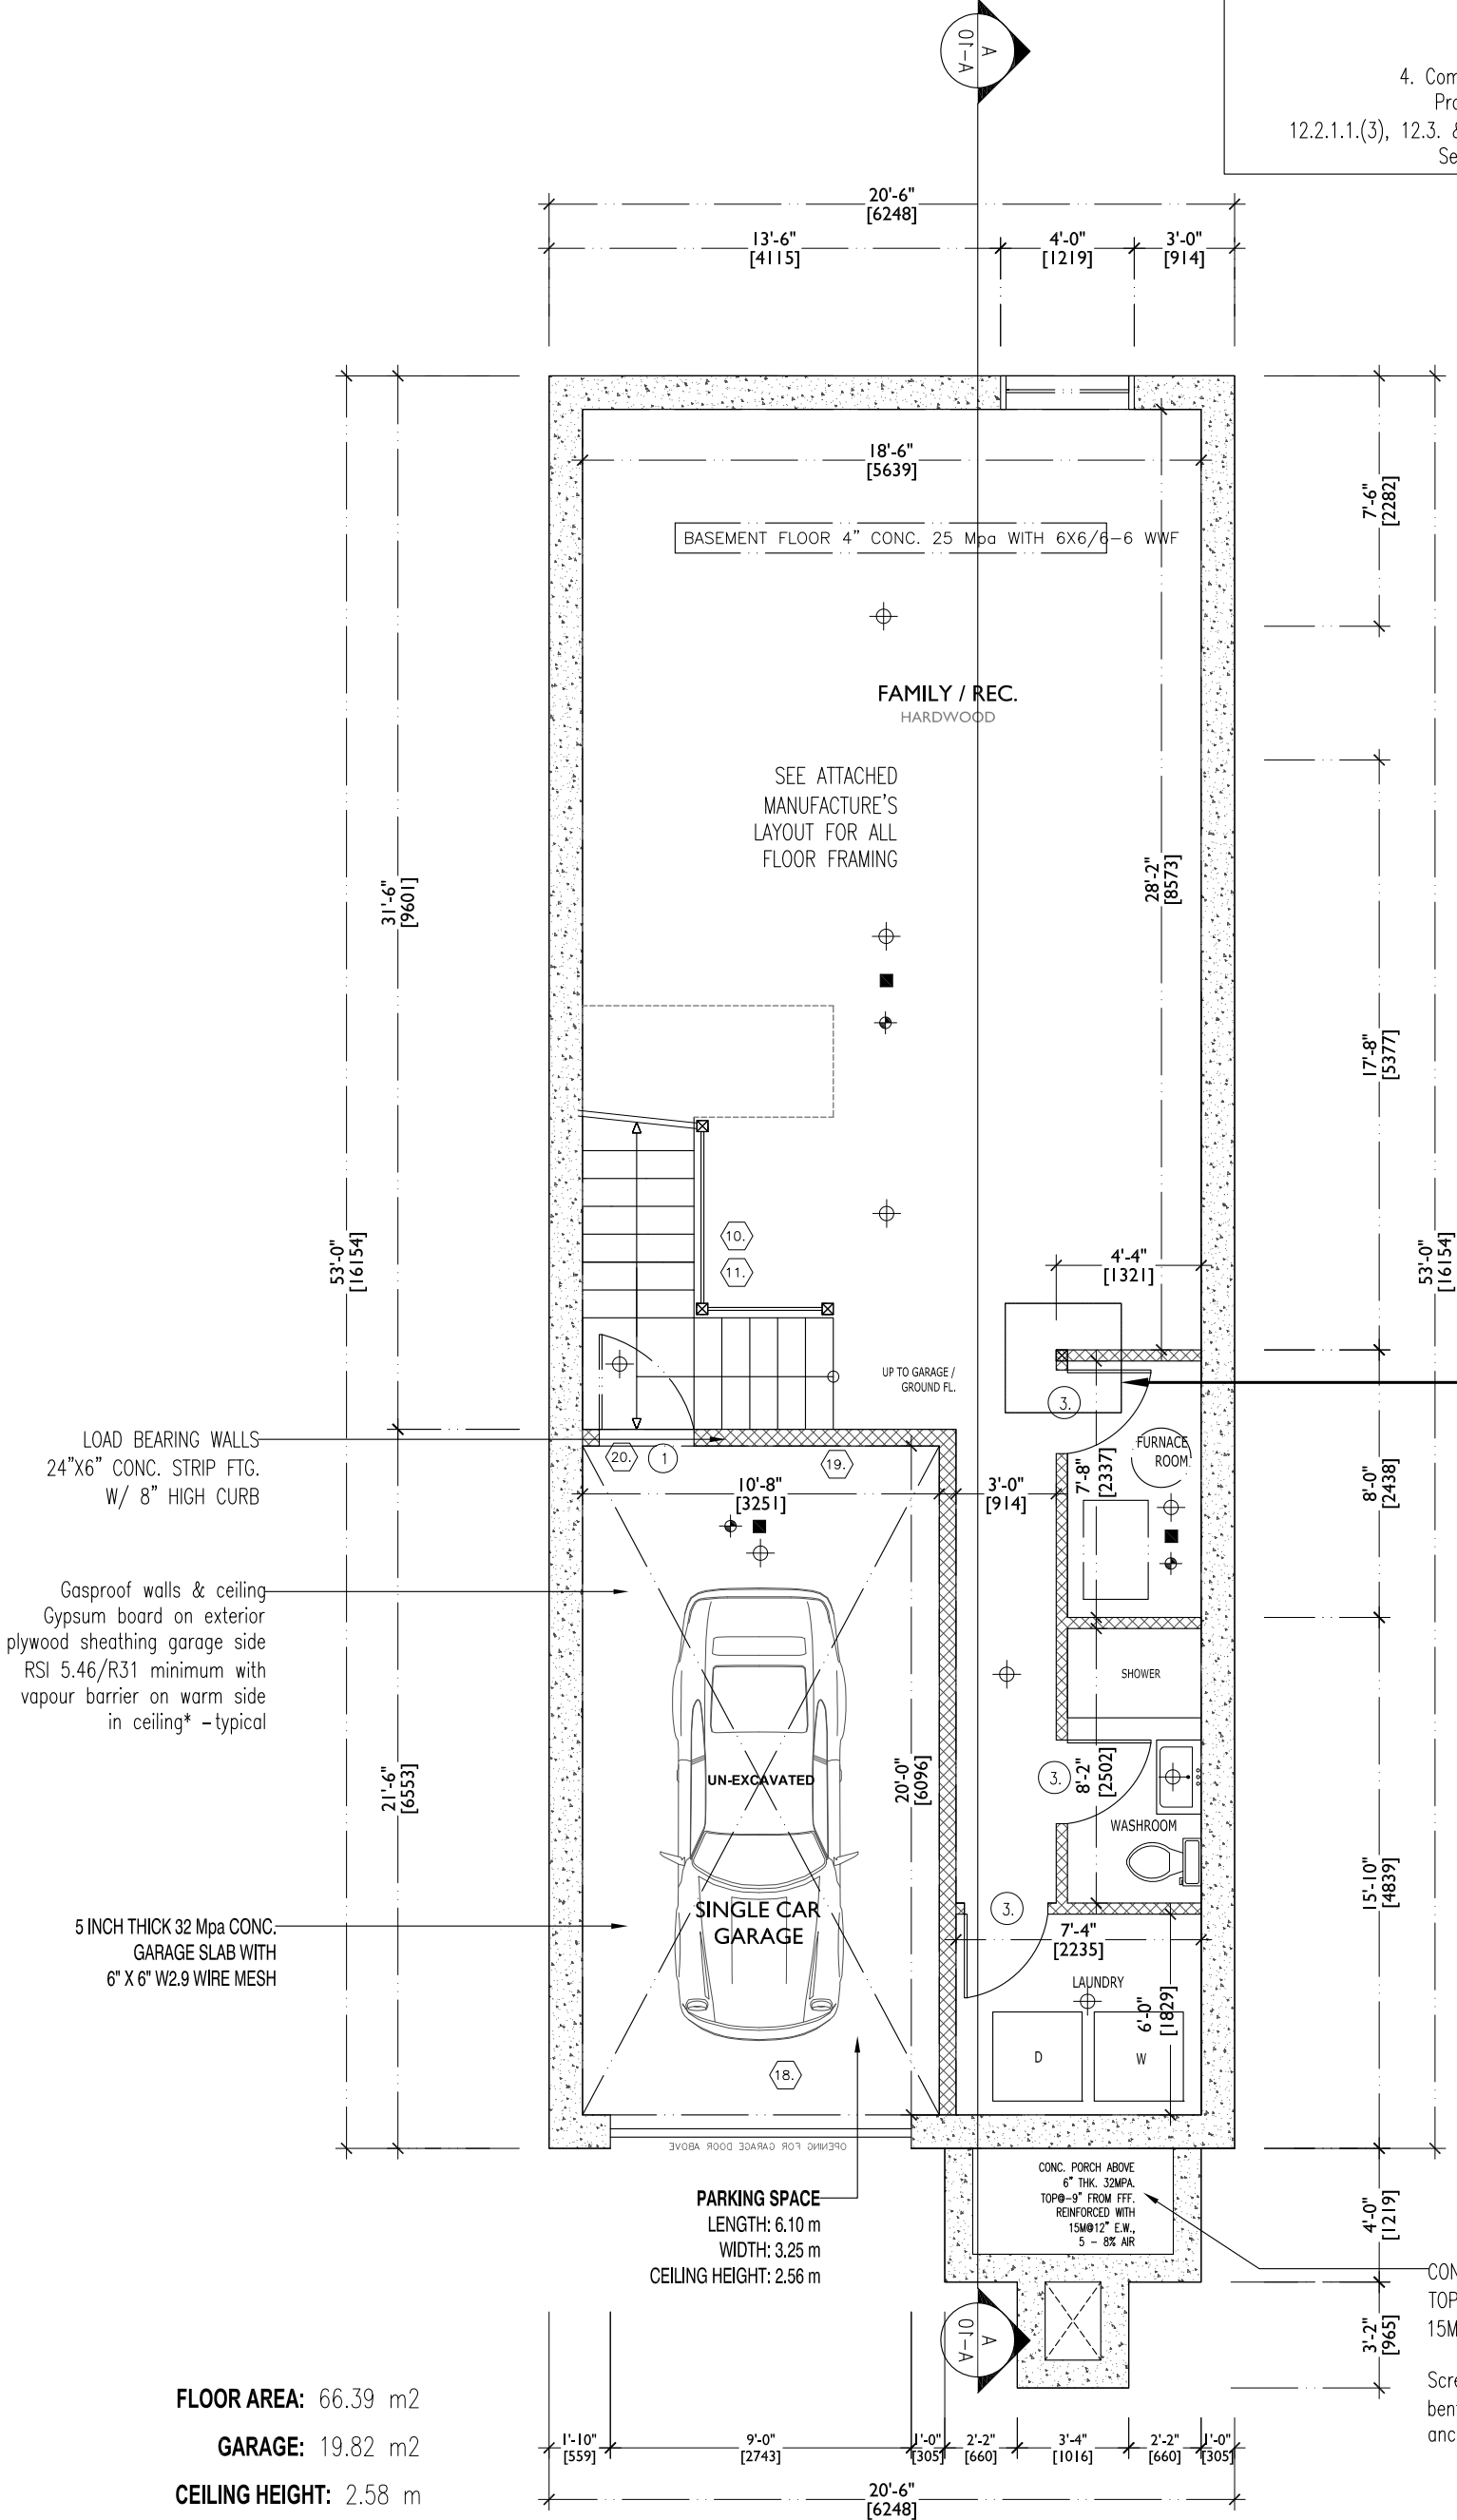 A
A-01
4. Com
Pro
12.2.1.1.(3), 12.3. &
Se
20'-6"
[6248]
13'-6"
[4115]
4'-0"
[1219]
3'-0"
[914]
18'-6"
[5639]
7'-6"
[2282]
BASEMENT FLOOR 4" CONC. 25 Mpa WITH 6X6/6-6 WWF
FAMILY / REC.
HARDWOOD
SEE ATTACHED
MANUFACTURE'S
LAYOUT FOR ALL
FLOOR FRAMING
31'-6"
[9601]
28'-2"
[8573]
17'-8"
[5377]
53'-0"
[16154]
53'-0"
[16154]
10.
11.
4'-4"
[1321]
UP TO GARAGE /
GROUND FL.
3.
LOAD BEARING WALLS
24"X6" CONC. STRIP FTG.
W/ 8" HIGH CURB
20.
1
19.
FURNACE
ROOM
10'-8"
[3251]
3'-0"
[914]
7'-8"
[2337]
8'-0"
[2438]
Gasproof walls & ceiling
Gypsum board on exterior
plywood sheathing garage side
RSI 5.46/R31 minimum with
vapour barrier on warm side
in ceiling* -typical
SHOWER
21'-6"
[6553]
UN-EXCAVATED
20'-0"
[6096]
3.
8'-2"
[2502]
WASHROOM
SINGLE CAR
GARAGE
3.
15'-10"
[4839]
5 INCH THICK 32 Mpa CONC.
GARAGE SLAB WITH
6" X 6" W2.9 WIRE MESH
7'-4"
[2235]
LAUNDRY
6'-0"
[1829]
D
W
18.
OPENING FOR GARAGE DOOR ABOVE
PARKING SPACE
LENGTH: 6.10 m
WIDTH: 3.25 m
CEILING HEIGHT: 2.56 m
CONC. PORCH ABOVE
6" THK. 32MPA.
TOP@-9" FROM FFF.
REINFORCED WITH
15M@12" E.W.,
5 - 8% AIR
4'-0"
[1219]
CON
TOP
15M
3'-2"
[965]
Scre
bent
anc
A
A-01
FLOOR AREA: 66.39 m2
GARAGE: 19.82 m2
CEILING HEIGHT: 2.58 m
1'-10"
[559]
9'-0"
[2743]
1'-0"
[305]
2'-2"
[660]
3'-4"
[1016]
2'-2"
[660]
1'-0"
[305]
20'-6"
[6248]